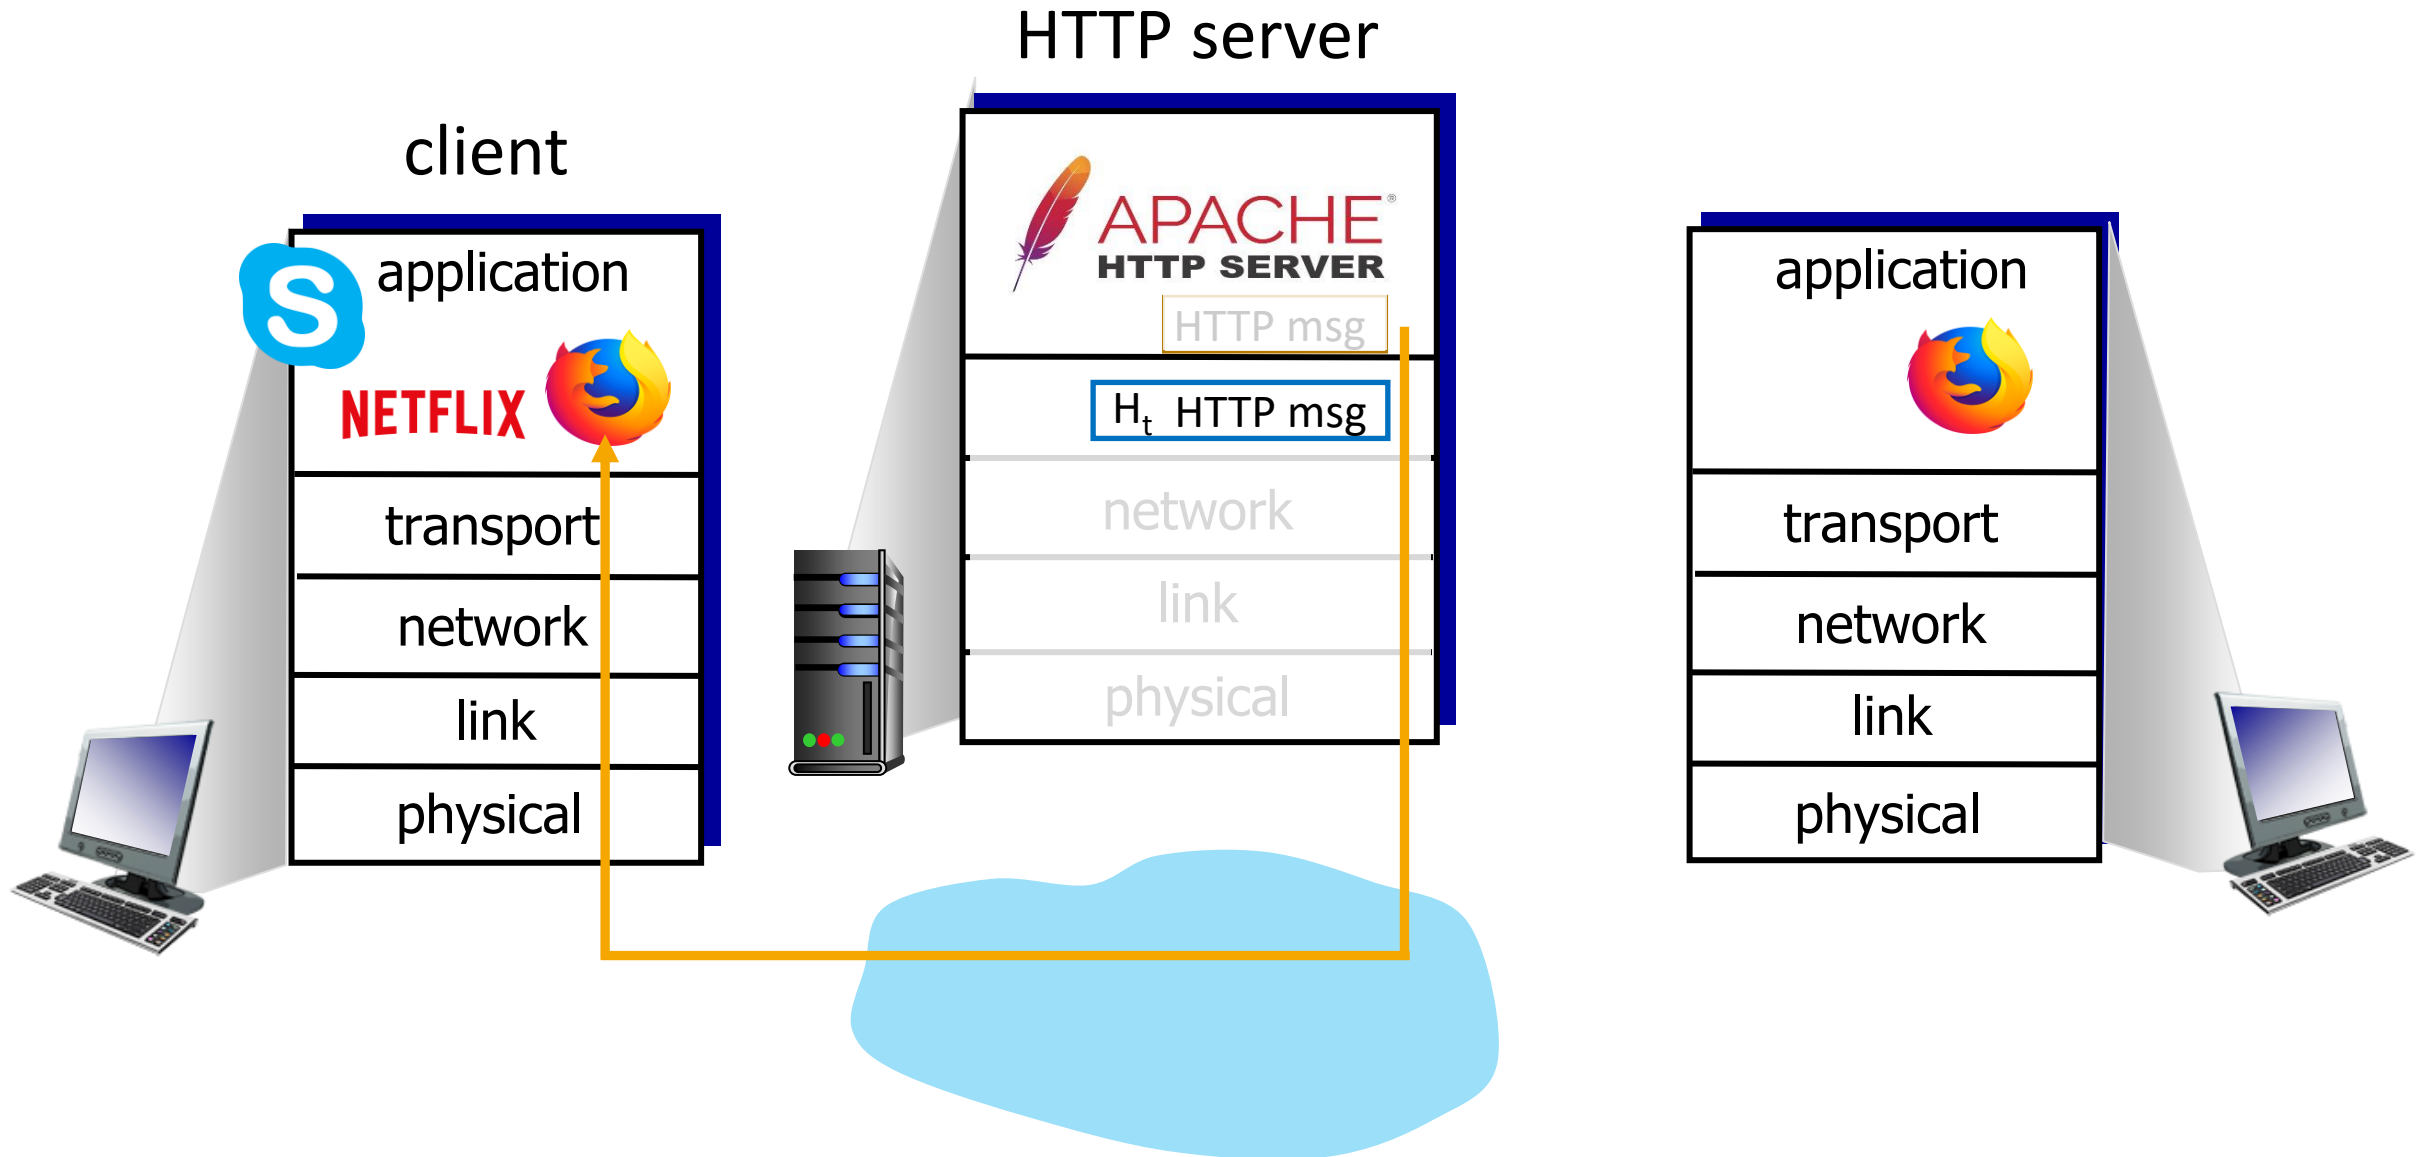 HTTP server
client
application
S
NETFLIX
transport
network
link
physical
APACHE®
HTTP SERVER
HTTP msg
Ht HTTP msg
network
link
physical
application
transport
network
link
physical